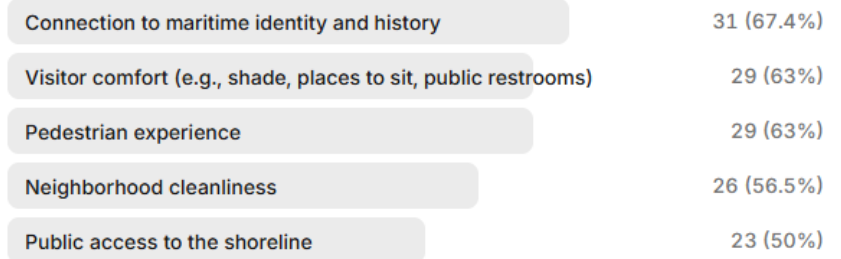 Connection to maritime identity and history 31 (67.4%)
Visitor comfort (e.g., shade, places to sit, public restrooms) 29 (63%)
Pedestrian experience 29 (63%)
Neighborhood cleanliness 26 (56.5%)
Public access to the shoreline 23 (50%)